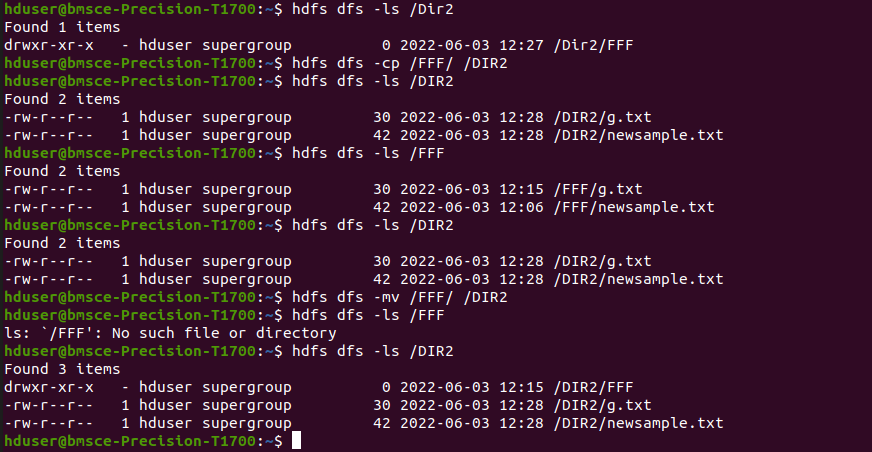 hduser@bmsce-Precision-T1700:~$ hdfs dfs -ls /Dir2
Found 1 items
drwxr-xr-x   - hduser supergroup          0 2022-06-03 12:27 /Dir2/FFF
hduser@bmsce-Precision-T1700:~$ hdfs dfs -cp /FFF/ /DIR2
hduser@bmsce-Precision-T1700:~$ hdfs dfs -ls /DIR2
Found 2 items
-rw-r--r--   1 hduser supergroup         30 2022-06-03 12:28 /DIR2/g.txt
-rw-r--r--   1 hduser supergroup         42 2022-06-03 12:28 /DIR2/newsample.txt
hduser@bmsce-Precision-T1700:~$ hdfs dfs -ls /FFF
Found 2 items
-rw-r--r--   1 hduser supergroup         30 2022-06-03 12:15 /FFF/g.txt
-rw-r--r--   1 hduser supergroup         42 2022-06-03 12:06 /FFF/newsample.txt
hduser@bmsce-Precision-T1700:~$ hdfs dfs -ls /DIR2
Found 2 items
-rw-r--r--   1 hduser supergroup         30 2022-06-03 12:28 /DIR2/g.txt
-rw-r--r--   1 hduser supergroup         42 2022-06-03 12:28 /DIR2/newsample.txt
hduser@bmsce-Precision-T1700:~$ hdfs dfs -mv /FFF/ /DIR2
hduser@bmsce-Precision-T1700:~$ hdfs dfs -ls /FFF
ls: `/FFF': No such file or directory
hduser@bmsce-Precision-T1700:~$ hdfs dfs -ls /DIR2
Found 3 items
drwxr-xr-x   - hduser supergroup          0 2022-06-03 12:15 /DIR2/FFF
-rw-r--r--   1 hduser supergroup         30 2022-06-03 12:28 /DIR2/g.txt
-rw-r--r--   1 hduser supergroup         42 2022-06-03 12:28 /DIR2/newsample.txt
hduser@bmsce-Precision-T1700:~$